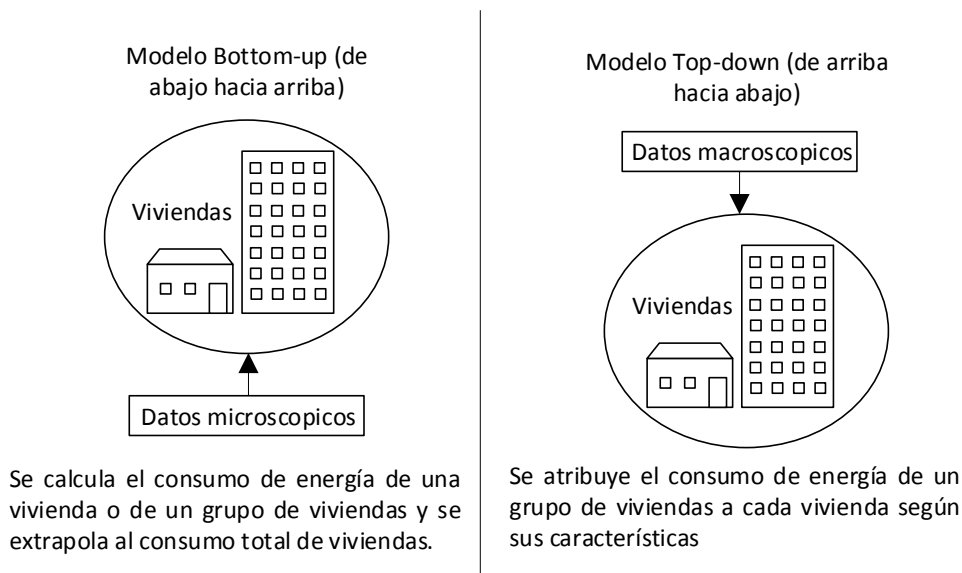 Modelo Bottom-up (de
abajo hacia arriba)
Viviendas
Datos microscopicos
Se calcula el consumo de energía de una
vivienda o de un grupo de viviendas y se
extrapola al consumo total de viviendas.
Modelo Top-down (de arriba
hacia abajo)
Datos macroscopicos
Viviendas
Se atribuye el consumo de energía de un
grupo de viviendas a cada vivienda según
sus características